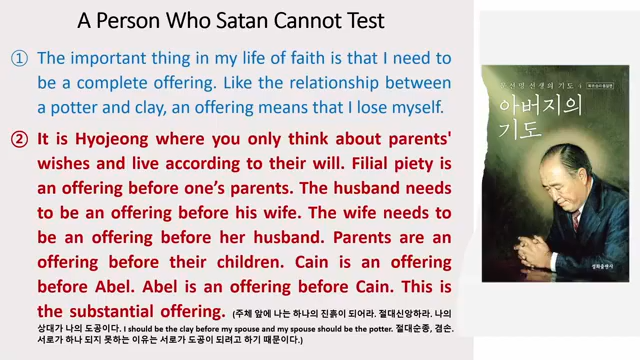 A Person Who Satan Cannot Test
① The important thing in my life of faith is that I need to
be a complete offering. Like the relationship between
a potter and clay, an offering means that I lose myself.
② It is Hyojeong where you only think about parents'
wishes and live according to their will. Filial piety is
an offering before one's parents. The husband needs
to be an offering before his wife. The wife needs to
be an offering before her husband. Parents are an
offering before their children. Cain is an offering
before Abel. Abel is an offering before Cain. This is
the substantial offering. (주체 앞에 나는 하나의 진흙이 되어라. 절대신앙하라. 나의
상대가 나의 도공이다. I should be the clay before my spouse and my spouse should be the potter. 절대순종, 겸손.
서로가 하나 되지 못하는 이유는 서로가 도공이 되려고 하기 때문이다.)
아버지의
기도